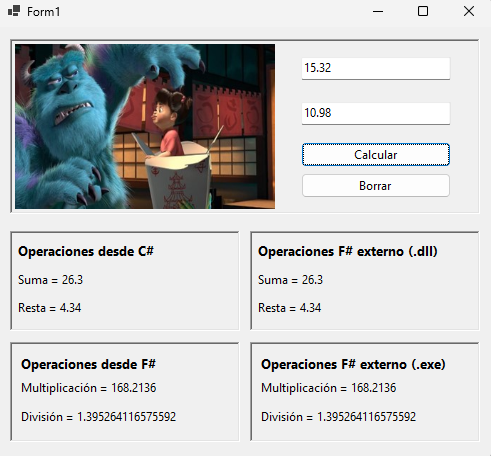 Form1
15.32
10.98
Calcular
Borrar
Operaciones desde C#
Suma = 26.3
Resta = 4.34
Operaciones F# externo (.dll)
Suma = 26.3
Resta = 4.34
Operaciones desde F#
Multiplicación = 168.2136
División = 1.395264116575592
Operaciones F# externo (.exe)
Multiplicación = 168.2136
División = 1.395264116575592